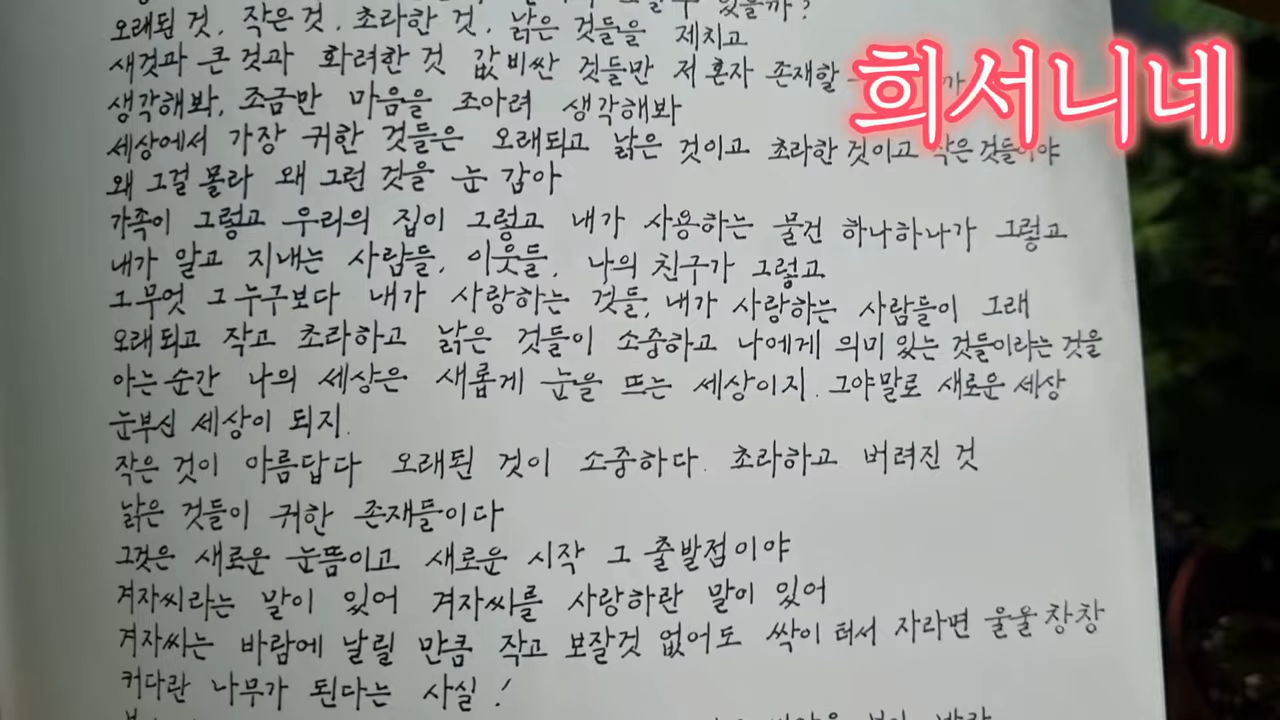 있을까?
오래된 것, 작은 것, 초라한 것, 낡은 것들을 제치고
새것과 큰 것과 화려한 것 값비싼 것들만 저 혼자 존재할
희서니네
생각해봐, 조금만 마음을 조아려 생각해봐
세상에서 가장 귀한 것들은 오래되고 낡은 것이고 초라한 것이고 작은 것들이야
왜 그걸 몰라 왜 그런 것을 눈 감아
가족이 그렇고 우리의 집이 그렇고 내가 사용하는 물건 하나하나가 그렇고
내가 알고 지내는 사람들, 이웃들, 나의 친구가 그렇고
그무엇 그누구보다 내가 사랑하는 것들, 내가 사랑하는 사람들이 그래
오래되고 작고 초라하고 낡은 것들이 소중하고 나에게 의미 있는 것들이라는 것을
아는 순간 나의 세상은 새롭게 눈을 뜨는 세상이지. 그야말로 새로운 세상
눈부신 세상이 되지.
작은 것이 아름답다 오래된 것이 소중하다. 초라하고 버려진 것
낡은 것들이 귀한 존재들이다
그것은 새로운 눈뜸이고 새로운 시작 그 출발점이야
겨자씨라는 말이 있어 겨자씨를 사랑하란 말이 있어
겨자씨는 바람에 날릴 만큼 작고 보잘것 없어도 싹이 터서 자라면 울울창창
커다란 나무가 된다는 사실!